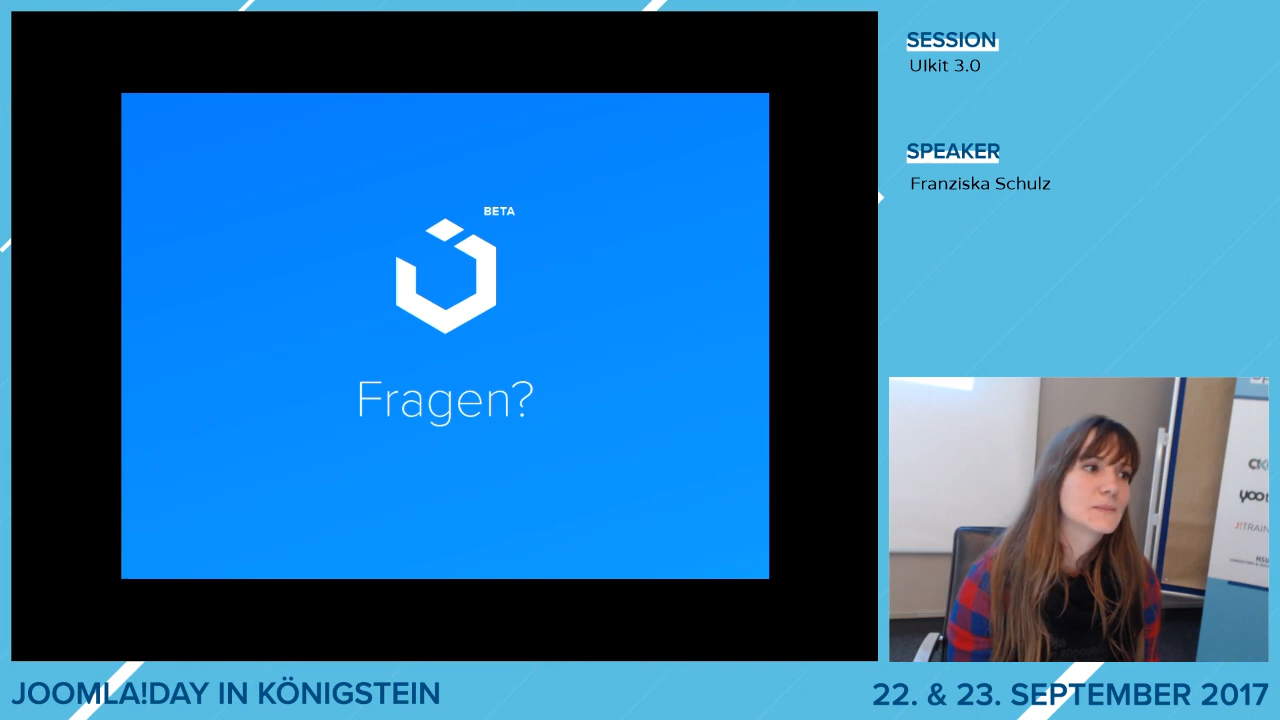 SESSION
UIkit 3.0
SPEAKER
Franziska Schulz
BETA
Fragen?
JOOMLA!DAY IN KÖNIGSTEIN
22. & 23. SEPTEMBER 2017